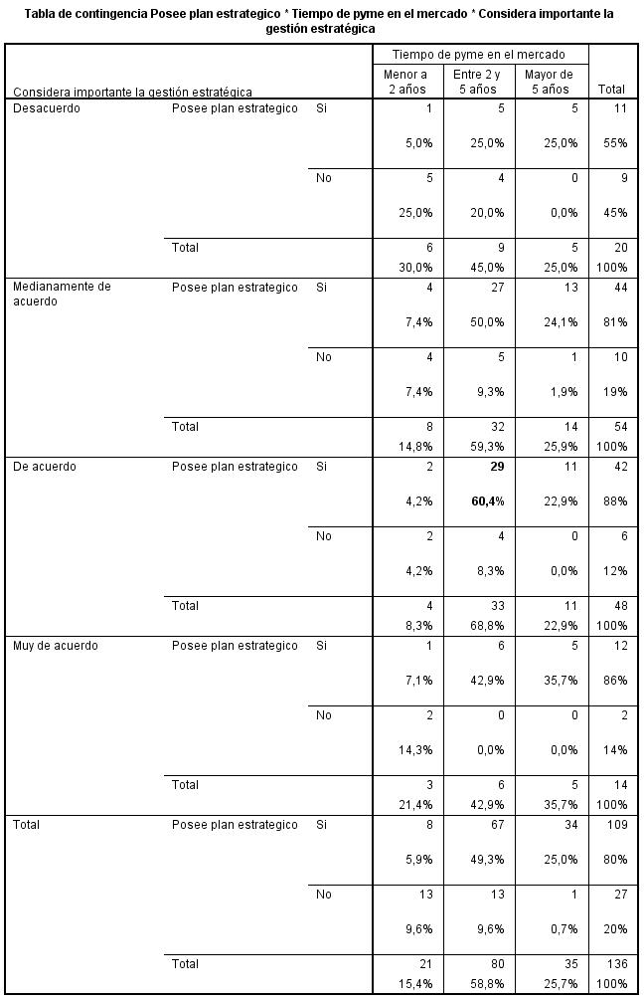 Tabla de contingencia Posee plan estrategico * Tiempo de pyme en el mercado * Considera importante la
gestión estratégica
Tiempo de pyme en el mercado
Considera importante la gestión estratégica Menor a 2 años Entre 2 y 5 años Mayor de 5 años Total
Desacuerdo Posee plan estrategico Si 1 5 5 11
5,0% 25,0% 25,0% 55%
No 5 4 0 9
25,0% 20,0% 0,0% 45%
Total 6 9 5 20
30,0% 45,0% 25,0% 100%
Medianamente de acuerdo Posee plan estrategico Si 4 27 13 44
7,4% 50,0% 24,1% 81%
No 4 5 1 10
7,4% 9,3% 1,9% 19%
Total 8 32 14 54
14,8% 59,3% 25,9% 100%
De acuerdo Posee plan estrategico Si 2 29 11 42
4,2% 60,4% 22,9% 88%
No 2 4 0 6
4,2% 8,3% 0,0% 12%
Total 4 33 11 48
8,3% 68,8% 22,9% 100%
Muy de acuerdo Posee plan estrategico Si 1 6 5 12
7,1% 42,9% 35,7% 86%
No 2 0 0 2
14,3% 0,0% 0,0% 14%
Total 3 6 5 14
21,4% 42,9% 35,7% 100%
Total Posee plan estrategico Si 8 67 34 109
5,9% 49,3% 25,0% 80%
No 13 13 1 27
9,6% 9,6% 0,7% 20%
Total 21 80 35 136
15,4% 58,8% 25,7% 100%